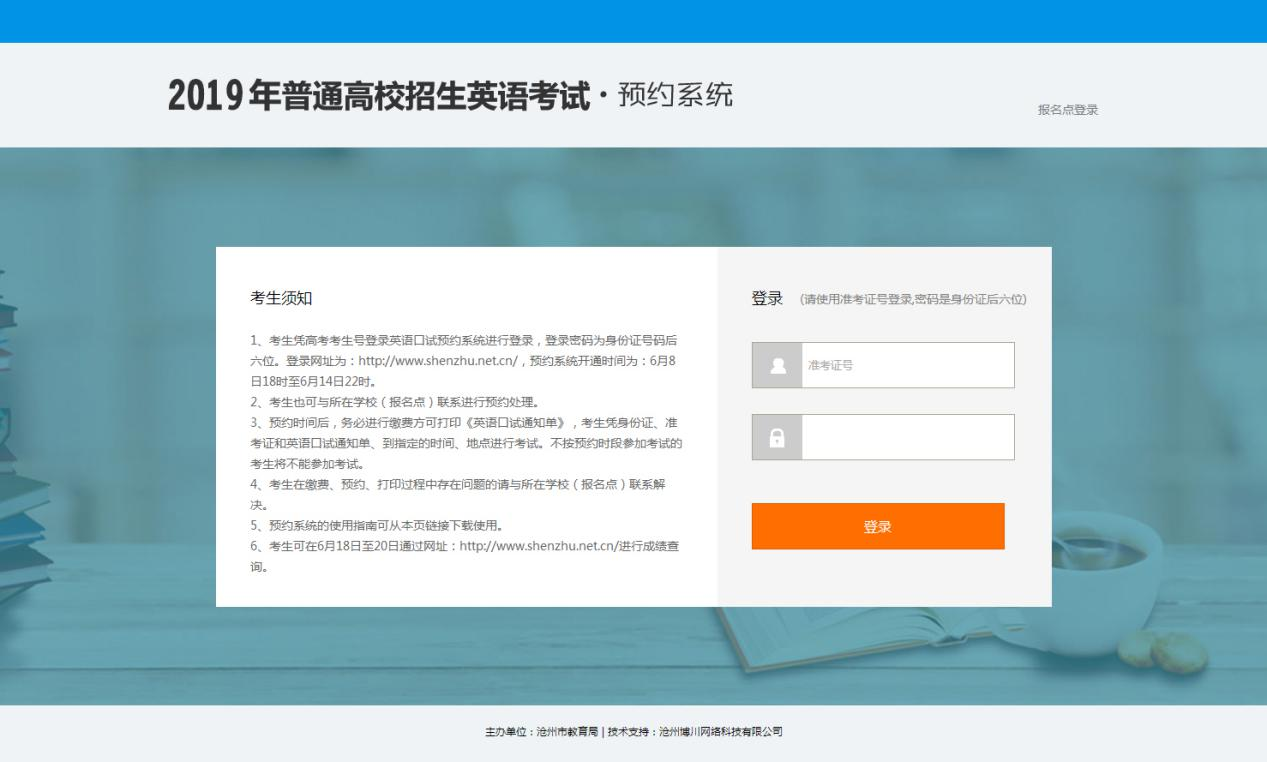 2019年普通高校招生英语考试·预约系统
报名点登录
考生须知
1、考生凭高考考生号登录英语口试预约系统进行登录，登录密码为身份证号码后
六位。登录网址为：http://www.shenzhu.net.cn/，预约系统开通时间为：6月8
日18时至6月14日22时。
2、考生也可与所在学校（报名点）联系进行预约处理。
3、预约时间后，务必进行缴费方可打印《英语口试通知单》，考生凭身份证、准
考证和英语口试通知单、到指定的时间、地点进行考试。不按预约时段参加考试的
考生将不能参加考试。
4、考生在缴费、预约、打印过程中存在问题的请与所在学校（报名点）联系解
决。
5、预约系统的使用指南可从本页链接下载使用。
6、考生可在6月18日至20日通过网址：http://www.shenzhu.net.cn/进行成绩查
询。
登录 (请使用准考证号登录,密码是身份证后六位)
准考证号
登录
主办单位：沧州市教育局 | 技术支持：沧州博川网络科技有限公司